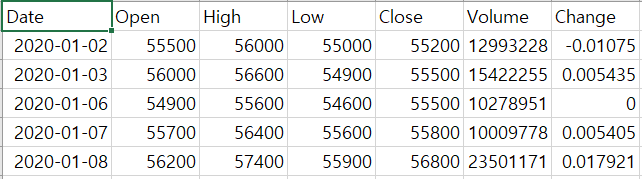 Date Open High Low Close Volume Change
2020-01-02 55500 56000 55000 55200 12993228 -0.01075
2020-01-03 56000 56600 54900 55500 15422255 0.005435
2020-01-06 54900 55600 54600 55500 10278951 0
2020-01-07 55700 56400 55600 55800 10009778 0.005405
2020-01-08 56200 57400 55900 56800 23501171 0.017921